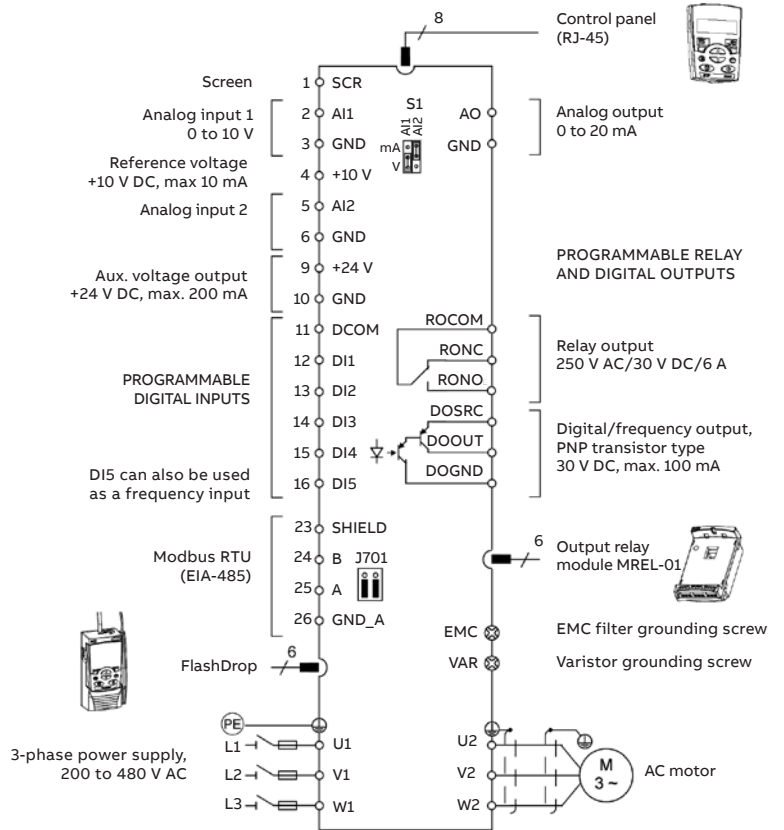 8
Control panel
(RJ-45)
Screen
1 SCR
Analog input 1
0 to 10 V
2 AI1
3 GND
S1
AI1
AI2
mA
V
AO
GND
Analog output
0 to 20 mA
Reference voltage
+10 V DC, max 10 mA
4 +10 V
Analog input 2
5 AI2
6 GND
Aux. voltage output
+24 V DC, max. 200 mA
9 +24 V
10 GND
PROGRAMMABLE RELAY
AND DIGITAL OUTPUTS
PROGRAMMABLE
DIGITAL INPUTS
11 DCOM
12 DI1
13 DI2
14 DI3
15 DI4
16 DI5
DI5 can also be used
as a frequency input
ROCOM
RONC
RONO
Relay output
250 V AC/30 V DC/6 A
DOSRC
DOOUT
DOGND
Digital/frequency output,
PNP transistor type
30 V DC, max. 100 mA
Modbus RTU
(EIA-485)
23 SHIELD
24 B
25 A
26 GND_A
J701
6
Output relay
module MREL-01
EMC
EMC filter grounding screw
VAR
Varistor grounding screw
FlashDrop
6
PE
3-phase power supply,
200 to 480 V AC
L1 U1
L2 V1
L3 W1
U2
V2
W2
M
3 ~
AC motor